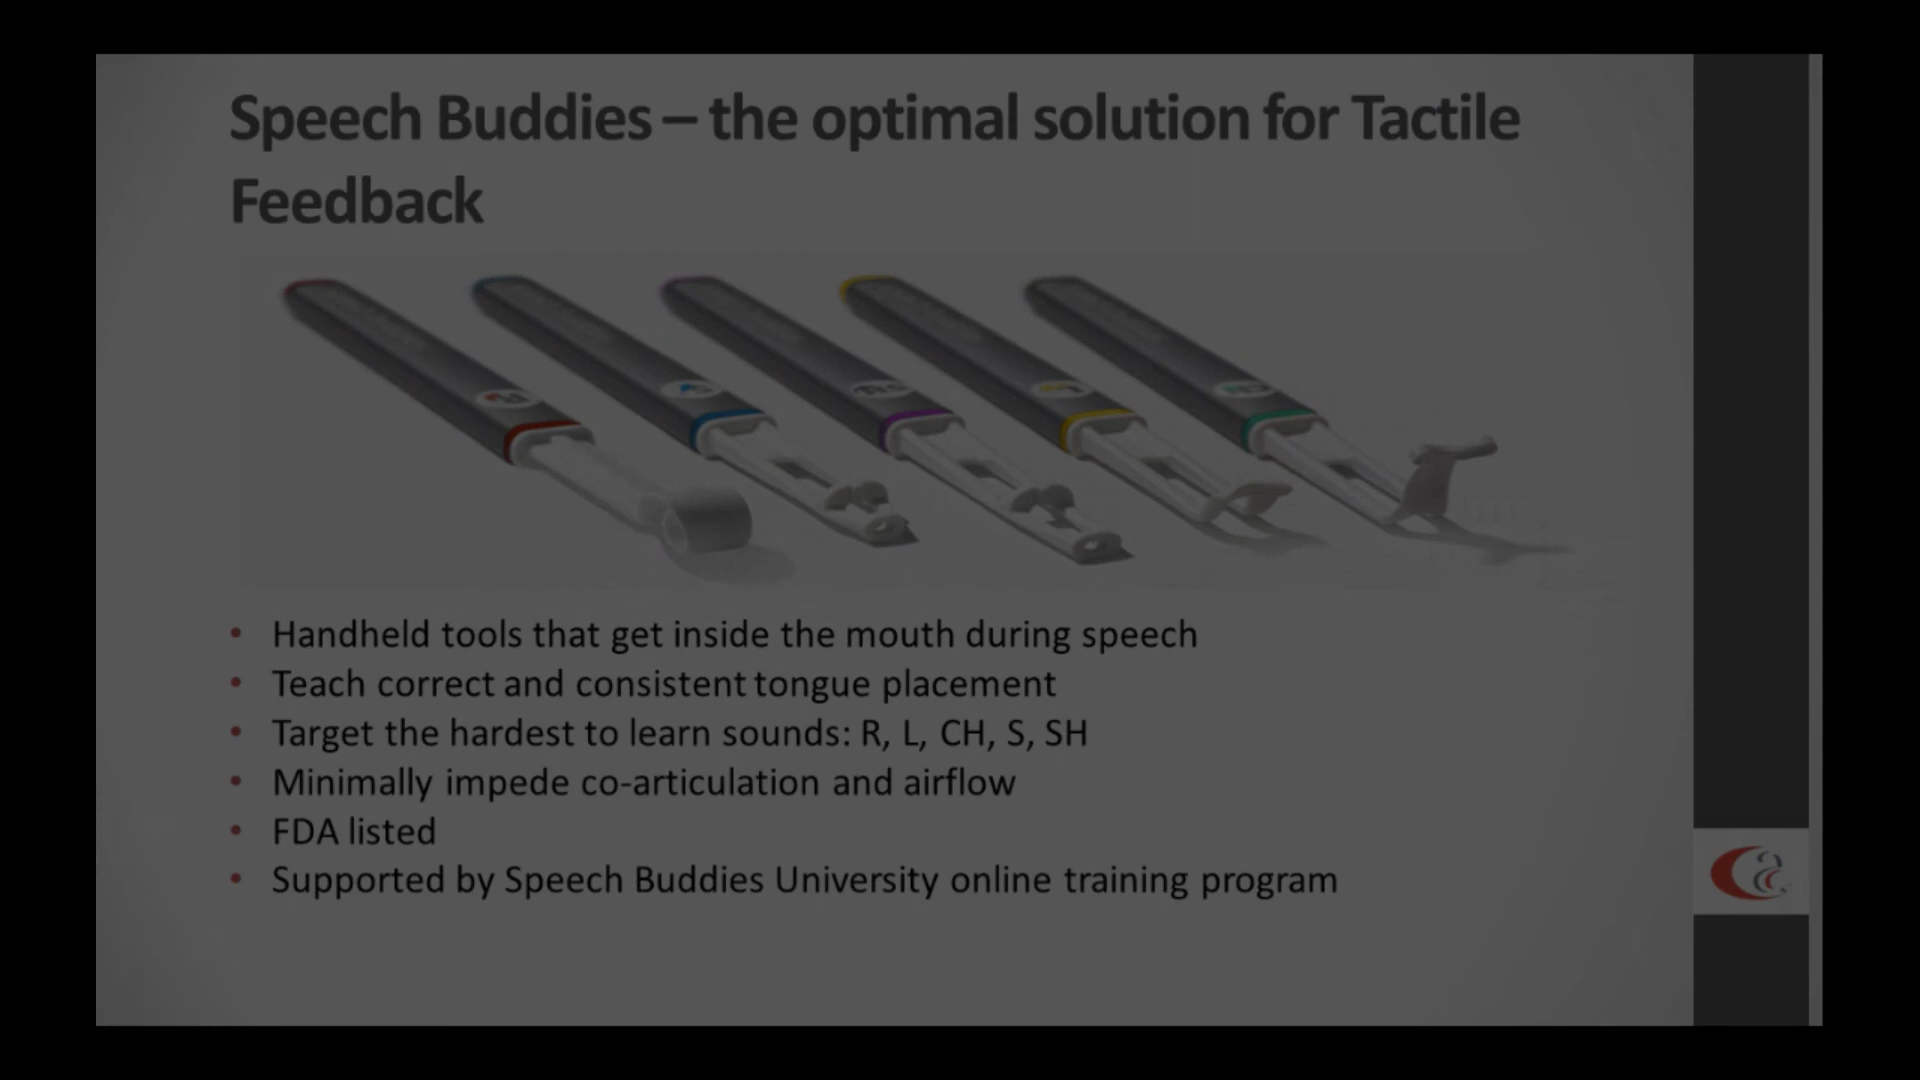 Speech Buddies – the optimal solution for Tactile
Feedback
• Handheld tools that get inside the mouth during speech
• Teach correct and consistent tongue placement
• Target the hardest to learn sounds: R, L, CH, S, SH
• Minimally impede co-articulation and airflow
• FDA listed
• Supported by Speech Buddies University online training program